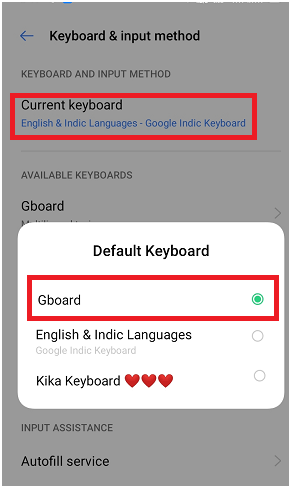 Keyboard & input method
KEYBOARD AND INPUT METHOD
Current keyboard
English & Indic Languages - Google Indic Keyboard
AVAILABLE KEYBOARDS
Gboard
Default Keyboard
Gboard
English & Indic Languages
Google Indic Keyboard
Kika Keyboard ❤️❤️❤️
INPUT ASSISTANCE
Autofill service